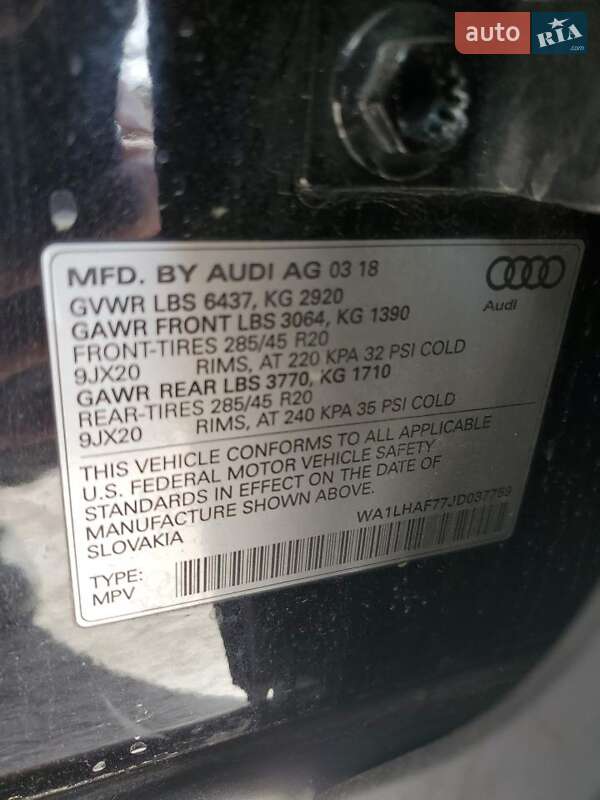 auto RIA.com
MFD. BY AUDI AG 03 18
GVWR LBS 6437, KG 2920
GAWR FRONT LBS 3064, KG 1390
FRONT-TIRES 285/45 R20
9JX20 RIMS, AT 220 KPA 32 PSI COLD
GAWR REAR LBS 3770, KG 1710
REAR-TIRES 285/45 R20
9JX20 RIMS, AT 240 KPA 35 PSI COLD
Audi
THIS VEHICLE CONFORMS TO ALL APPLICABLE
U.S. FEDERAL MOTOR VEHICLE SAFETY
STANDARDS IN EFFECT ON THE DATE OF
MANUFACTURE SHOWN ABOVE.
SLOVAKIA
WA1LHAF77JD037759
TYPE:
MPV